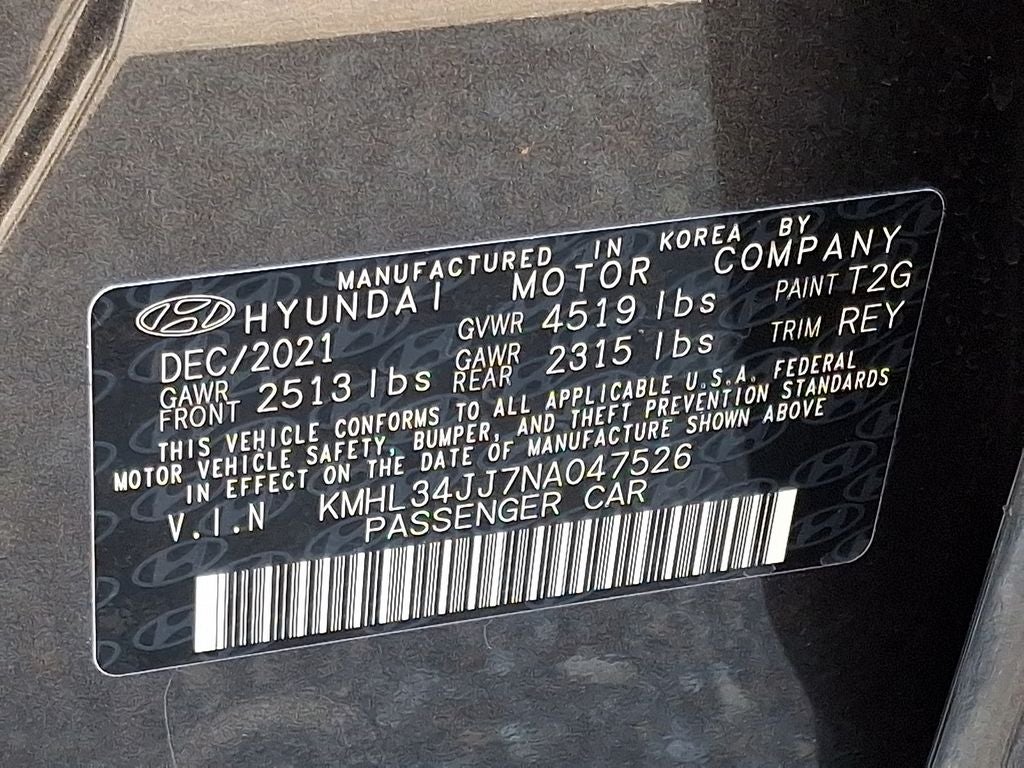 MANUFACTURED IN KOREA BY
HYUNDAI MOTOR COMPANY
DEC/2021 GVWR 4519 lbs PAINT T2G
GAWR FRONT 2513 lbs GAWR REAR 2315 lbs TRIM REY
THIS VEHICLE CONFORMS TO ALL APPLICABLE U.S.A. FEDERAL
MOTOR VEHICLE SAFETY, BUMPER, AND THEFT PREVENTION STANDARDS
IN EFFECT ON THE DATE OF MANUFACTURE SHOWN ABOVE
V.I.N KMHL34JJ7NA047526
PASSENGER CAR